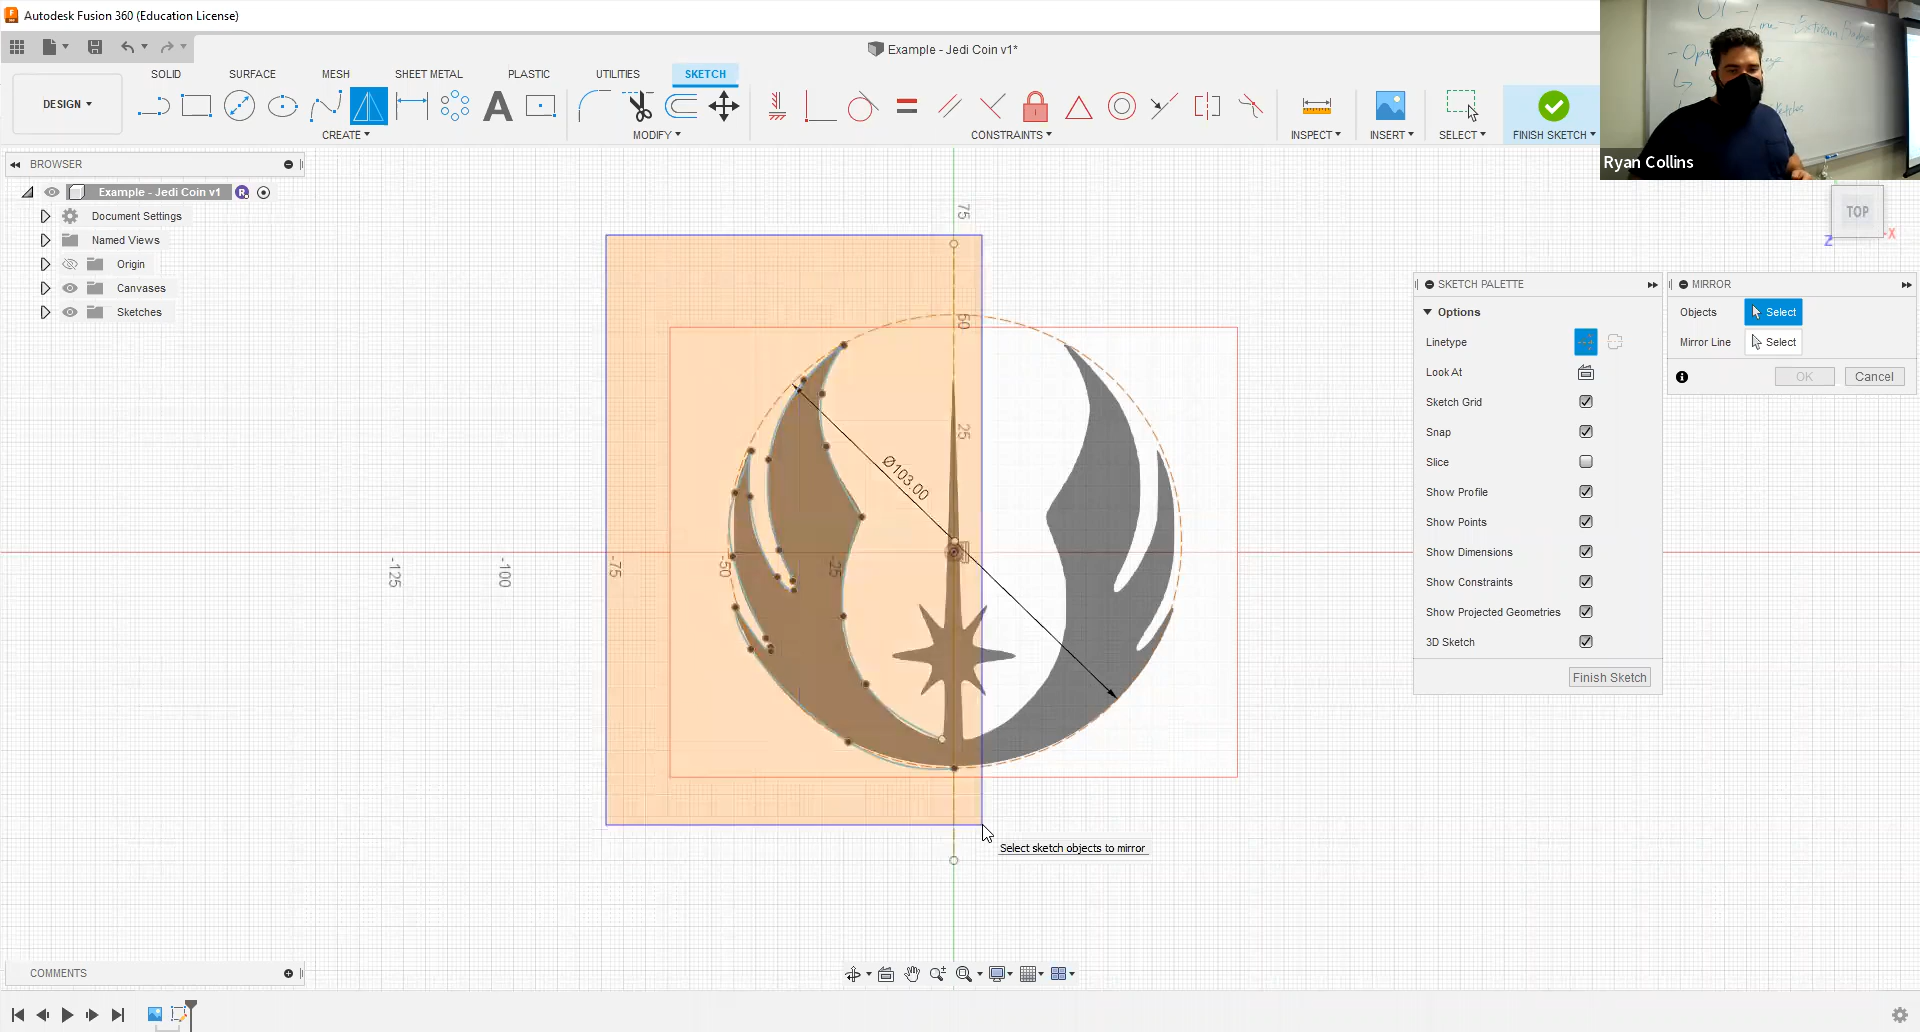 Autodesk Fusion 360 (Education License)
Example - Jedi Coin v1*
SOLID SURFACE MESH SHEET METAL PLASTIC UTILITIES SKETCH
DESIGN
CREATE MODIFY CONSTRAINTS INSPECT INSERT SELECT FINISH SKETCH
Ryan Collins
BROWSER
Example - Jedi Coin v1
Document Settings
Named Views
Origin
Canvases
Sketches
TOP
Z
-X
75
50
25
-125
-100
-75
-50
-25
Ø103.00
SKETCH PALETTE
Options
Linetype
Look At
Sketch Grid
Snap
Slice
Show Profile
Show Points
Show Dimensions
Show Constraints
Show Projected Geometries
3D Sketch
Finish Sketch
MIRROR
Objects Select
Mirror Line Select
OK Cancel
Select sketch objects to mirror
COMMENTS